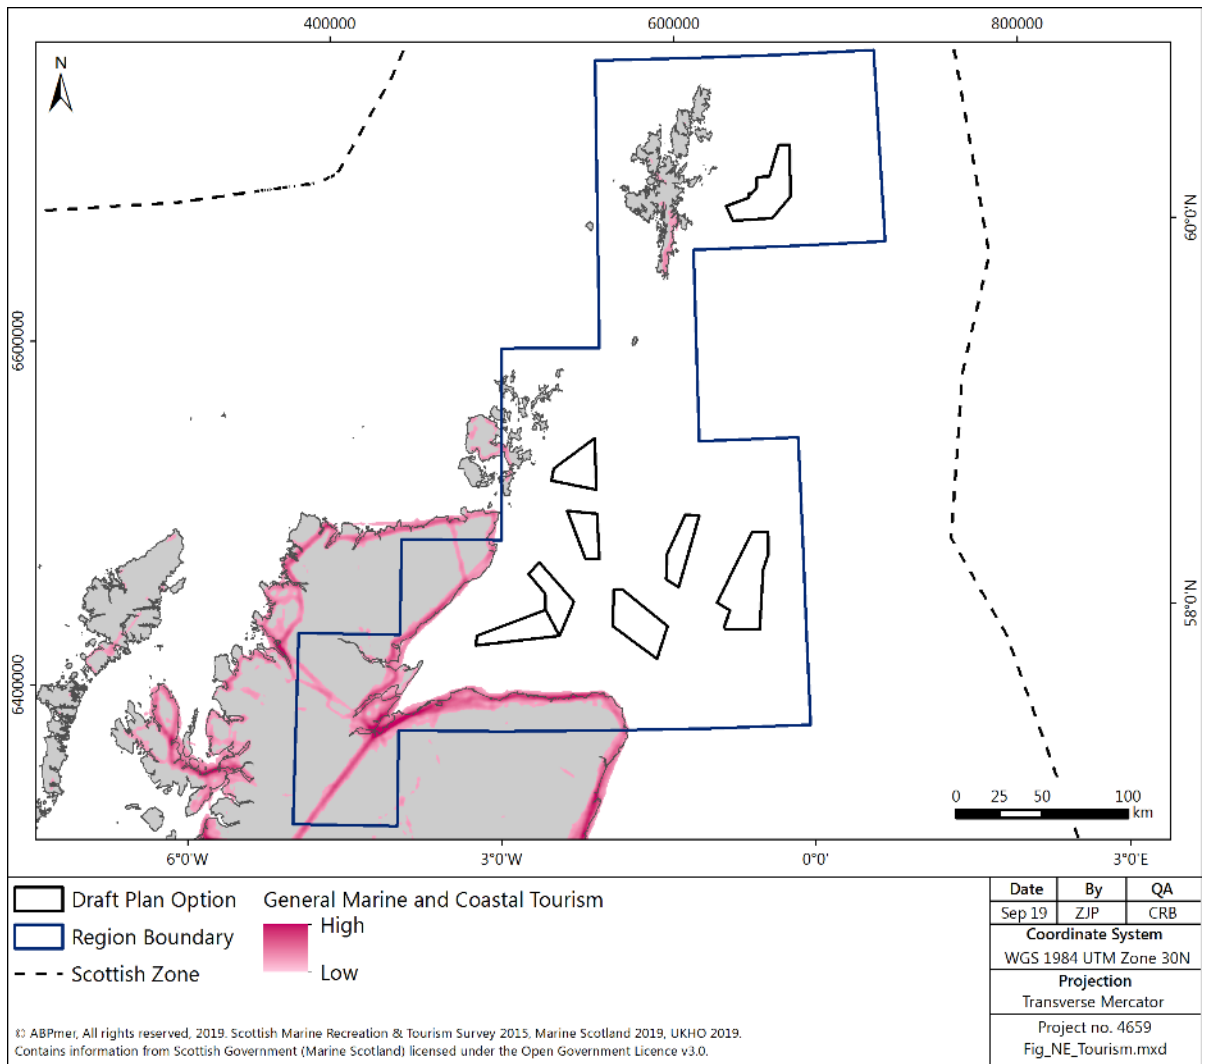 400000
600000
800000
N
60°0'N
6600000
58°0'N
6400000
0
25
50
100
km
6°0'W
3°0'W
0°0'
3°0'E
Draft Plan Option
General Marine and Coastal Tourism
High
Region Boundary
Low
Scottish Zone
Date
By
QA
Sep 19
ZJP
CRB
Coordinate System
WGS 1984 UTM Zone 30N
Projection
Transverse Mercator
Project no. 4659
Fig_NE_Tourism.mxd
© ABPmer, All rights reserved, 2019. Scottish Marine Recreation & Tourism Survey 2015, Marine Scotland 2019, UKHO 2019.
Contains information from Scottish Government (Marine Scotland) licensed under the Open Government Licence v3.0.